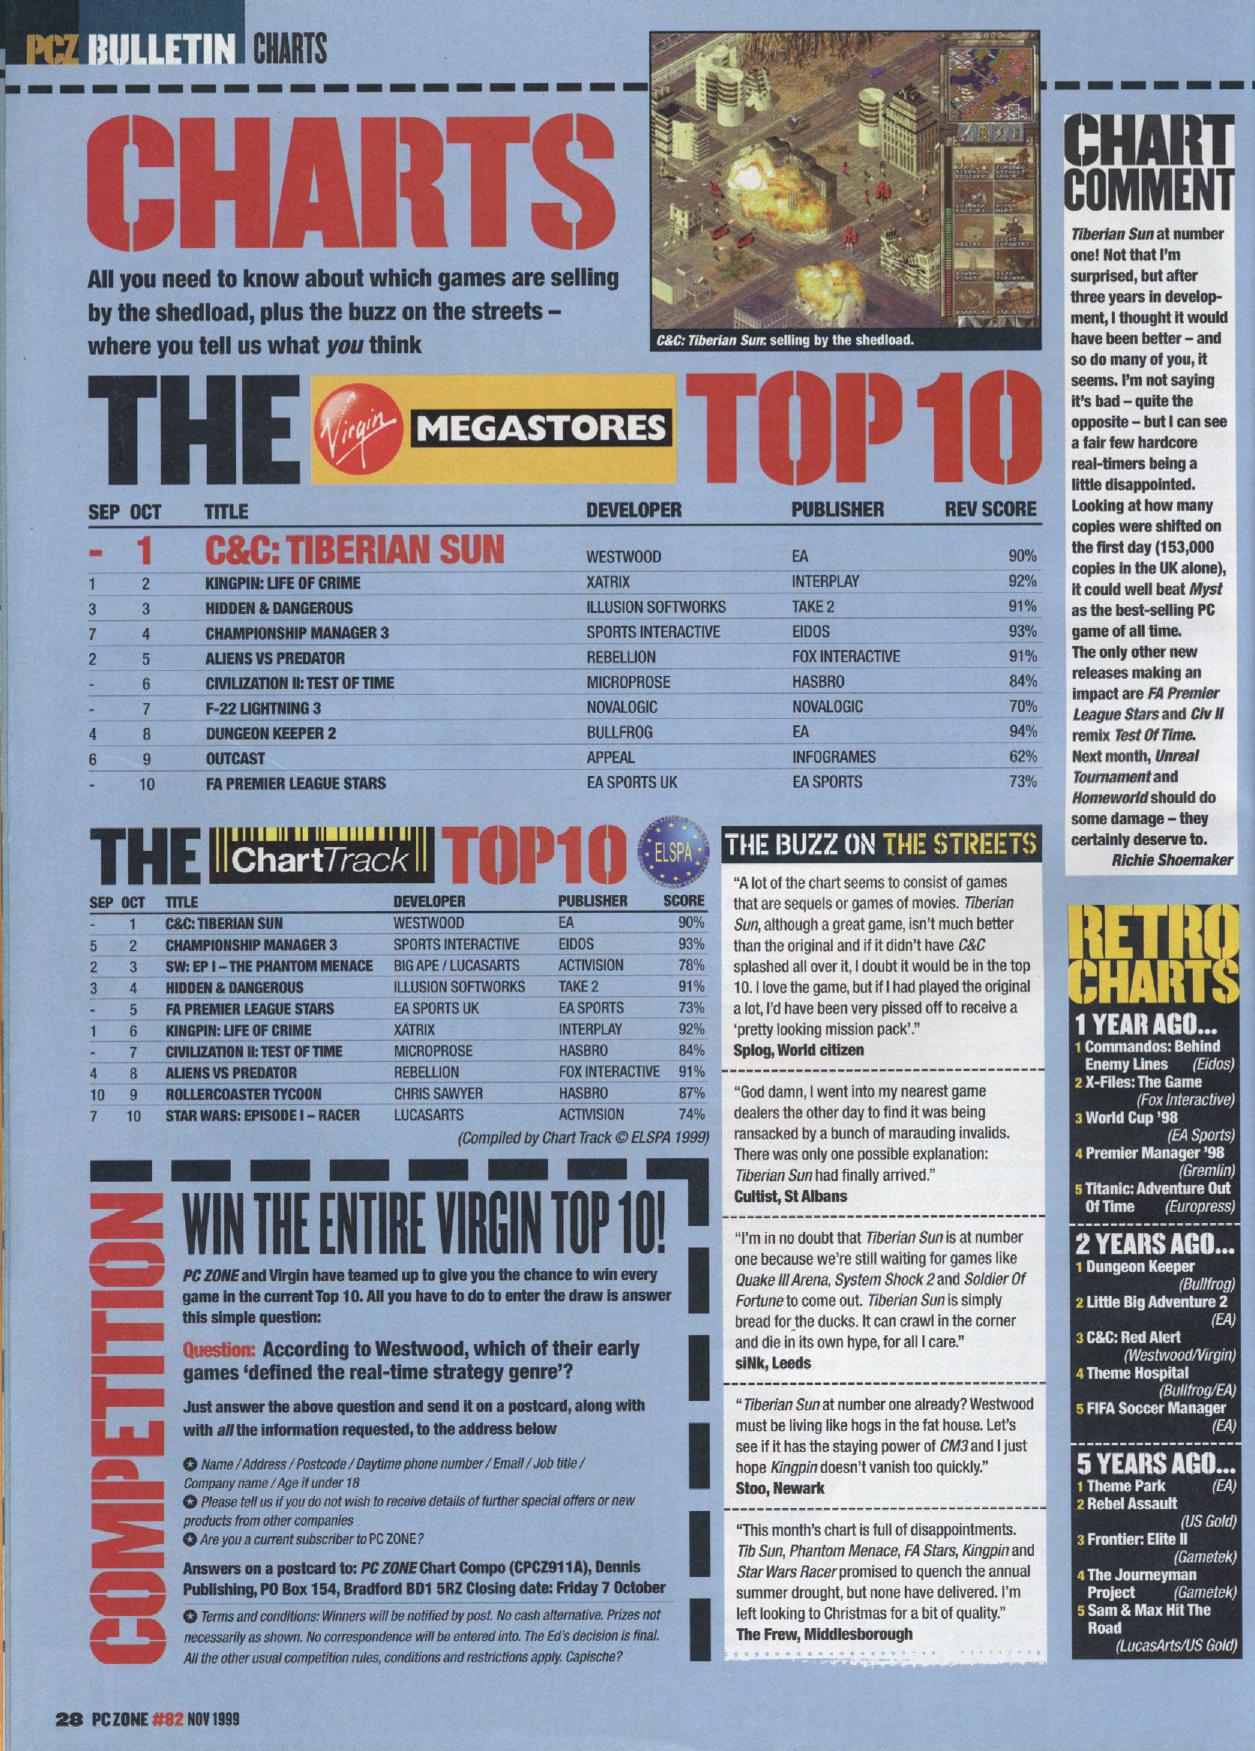 PCZ BULLETIN CHARTS
CHARTS
All you need to know about which games are selling
by the shedload, plus the buzz on the streets –
where you tell us what you think
C&C: Tiberian Sun: selling by the shedload.
THE Virgin MEGASTORES TOP 10
SEP OCT TITLE DEVELOPER PUBLISHER REV SCORE
- 1 C&C: TIBERIAN SUN WESTWOOD EA 90%
1 2 KINGPIN: LIFE OF CRIME XATRIX INTERPLAY 92%
3 3 HIDDEN & DANGEROUS ILLUSION SOFTWORKS TAKE 2 91%
7 4 CHAMPIONSHIP MANAGER 3 SPORTS INTERACTIVE EIDOS 93%
2 5 ALIENS VS PREDATOR REBELLION FOX INTERACTIVE 91%
- 6 CIVILIZATION II: TEST OF TIME MICROPROSE HASBRO 84%
- 7 F-22 LIGHTNING 3 NOVALOGIC NOVALOGIC 70%
4 8 DUNGEON KEEPER 2 BULLFROG EA 94%
6 9 OUTCAST APPEAL INFOGRAMES 62%
- 10 FA PREMIER LEAGUE STARS EA SPORTS UK EA SPORTS 73%
THE ChartTrack TOP10 ELSPA
SEP OCT TITLE DEVELOPER PUBLISHER SCORE
- 1 C&C: TIBERIAN SUN WESTWOOD EA 90%
5 2 CHAMPIONSHIP MANAGER 3 SPORTS INTERACTIVE EIDOS 93%
2 3 SW: EP I – THE PHANTOM MENACE BIG APE / LUCASARTS ACTIVISION 78%
3 4 HIDDEN & DANGEROUS ILLUSION SOFTWORKS TAKE 2 91%
- 5 FA PREMIER LEAGUE STARS EA SPORTS UK EA SPORTS 73%
1 6 KINGPIN: LIFE OF CRIME XATRIX INTERPLAY 92%
- 7 CIVILIZATION II: TEST OF TIME MICROPROSE HASBRO 84%
4 8 ALIENS VS PREDATOR REBELLION FOX INTERACTIVE 91%
10 9 ROLLERCOASTER TYCOON CHRIS SAWYER HASBRO 87%
7 10 STAR WARS: EPISODE I – RACER LUCASARTS ACTIVISION 74%
(Compiled by Chart Track © ELSPA 1999)
COMPETITION
WIN THE ENTIRE VIRGIN TOP 10!
PC ZONE and Virgin have teamed up to give you the chance to win every
game in the current Top 10. All you have to do to enter the draw is answer
this simple question:
Question: According to Westwood, which of their early
games ‘defined the real-time strategy genre’?
Just answer the above question and send it on a postcard, along with
with all the information requested, to the address below
✪ Name / Address / Postcode / Daytime phone number / Email / Job title /
Company name / Age if under 18
✪ Please tell us if you do not wish to receive details of further special offers or new
products from other companies
✪ Are you a current subscriber to PC ZONE?
Answers on a postcard to: PC ZONE Chart Compo (CPCZ911A), Dennis
Publishing, PO Box 154, Bradford BD1 5RZ Closing date: Friday 7 October
✪ Terms and conditions: Winners will be notified by post. No cash alternative. Prizes not
necessarily as shown. No correspondence will be entered into. The Ed's decision is final.
All the other usual competition rules, conditions and restrictions apply. Capische?
THE BUZZ ON THE STREETS
“A lot of the chart seems to consist of games
that are sequels or games of movies. Tiberian
Sun, although a great game, isn't much better
than the original and if it didn't have C&C
splashed all over it, I doubt it would be in the top
10. I love the game, but if I had played the original
a lot, I'd have been very pissed off to receive a
‘pretty looking mission pack’.”
Splog, World citizen
“God damn, I went into my nearest game
dealers the other day to find it was being
ransacked by a bunch of marauding invalids.
There was only one possible explanation:
Tiberian Sun had finally arrived.”
Cultist, St Albans
“I'm in no doubt that Tiberian Sun is at number
one because we're still waiting for games like
Quake III Arena, System Shock 2 and Soldier Of
Fortune to come out. Tiberian Sun is simply
bread for the ducks. It can crawl in the corner
and die in its own hype, for all I care.”
siNk, Leeds
“Tiberian Sun at number one already? Westwood
must be living like hogs in the fat house. Let's
see if it has the staying power of CM3 and I just
hope Kingpin doesn't vanish too quickly.”
Stoo, Newark
“This month's chart is full of disappointments.
Tib Sun, Phantom Menace, FA Stars, Kingpin and
Star Wars Racer promised to quench the annual
summer drought, but none have delivered. I'm
left looking to Christmas for a bit of quality.”
The Frew, Middlesborough
CHART
COMMENT
Tiberian Sun at number
one! Not that I'm
surprised, but after
three years in develop-
ment, I thought it would
have been better – and
so do many of you, it
seems. I'm not saying
it's bad – quite the
opposite – but I can see
a fair few hardcore
real-timers being a
little disappointed.
Looking at how many
copies were shifted on
the first day (153,000
copies in the UK alone),
it could well beat Myst
as the best-selling PC
game of all time.
The only other new
releases making an
impact are FA Premier
League Stars and Civ II
remix Test Of Time.
Next month, Unreal
Tournament and
Homeworld should do
some damage – they
certainly deserve to.
Richie Shoemaker
RETRO
CHARTS
1 YEAR AGO...
1 Commandos: Behind
Enemy Lines (Eidos)
2 X-Files: The Game
(Fox Interactive)
3 World Cup '98
(EA Sports)
4 Premier Manager '98
(Gremlin)
5 Titanic: Adventure Out
Of Time (Europress)
2 YEARS AGO...
1 Dungeon Keeper
(Bullfrog)
2 Little Big Adventure 2
(EA)
3 C&C: Red Alert
(Westwood/Virgin)
4 Theme Hospital
(Bullfrog/EA)
5 FIFA Soccer Manager
(EA)
5 YEARS AGO...
1 Theme Park (EA)
2 Rebel Assault
(US Gold)
3 Frontier: Elite II
(Gametek)
4 The Journeyman
Project (Gametek)
5 Sam & Max Hit The
Road
(LucasArts/US Gold)
28 PC ZONE #82 NOV 1999